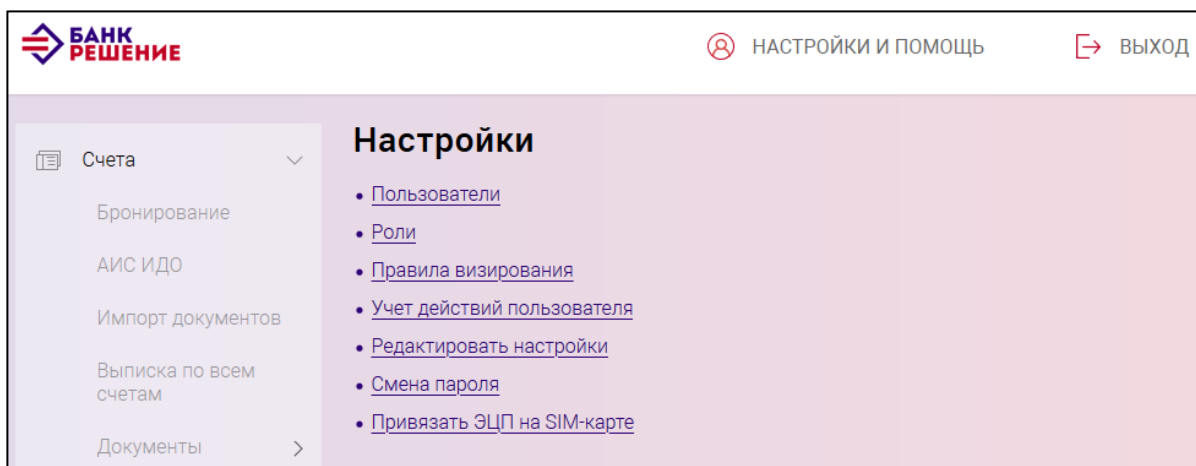 БАНК
РЕШЕНИЕ
НАСТРОЙКИ И ПОМОЩЬ
ВЫХОД
Счета
Бронирование
АИС ИДО
Импорт документов
Выписка по всем
счетам
Документы
Настройки
Пользователи
Роли
Правила визирования
Учет действий пользователя
Редактировать настройки
Смена пароля
Привязать ЭЦП на SIM-карте